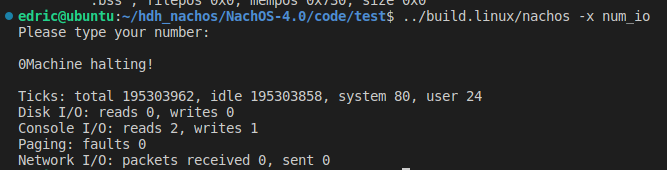 .bss", filepos 0x0, mempos 0x730, size 0x0
edric@ubuntu:~/hdh_nachos/NachOS-4.0/code/test$ ../build.linux/nachos -x num_io
Please type your number:
0Machine halting!
Ticks: total 195303962, idle 195303858, system 80, user 24
Disk I/O: reads 0, writes 0
Console I/O: reads 2, writes 1
Paging: faults 0
Network I/O: packets received 0, sent 0